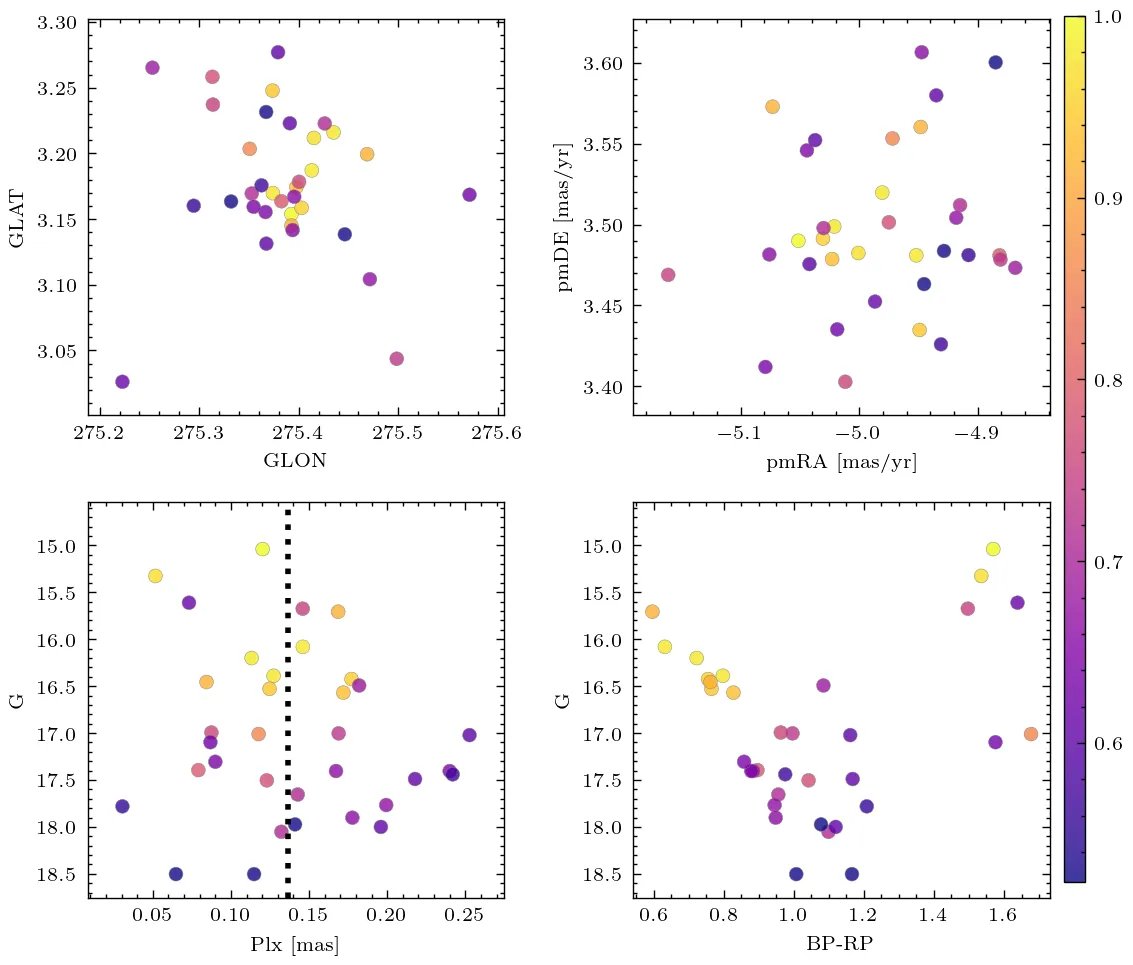 3.30
3.25
3.20
3.15
3.10
3.05
GLAT
275.2 275.3 275.4 275.5 275.6
GLON
3.60
3.55
3.50
3.45
3.40
pmDE [mas/yr]
−5.1 −5.0 −4.9
pmRA [mas/yr]
1.0
0.9
0.8
0.7
0.6
15.0
15.5
16.0
16.5
17.0
17.5
18.0
18.5
G
0.05 0.10 0.15 0.20 0.25
Plx [mas]
15.0
15.5
16.0
16.5
17.0
17.5
18.0
18.5
G
0.6 0.8 1.0 1.2 1.4 1.6
BP-RP